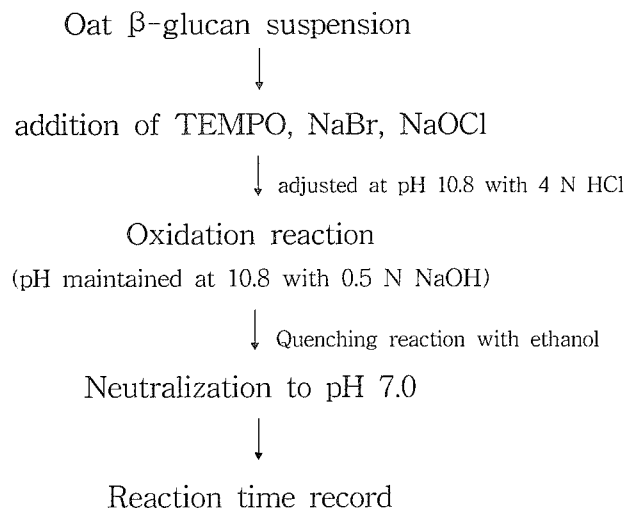 Oat β-glucan suspension
addition of TEMPO, NaBr, NaOCl
adjusted at pH 10.8 with 4 N HCl
Oxidation reaction
(pH maintained at 10.8 with 0.5 N NaOH)
Quenching reaction with ethanol
Neutralization to pH 7.0
Reaction time record